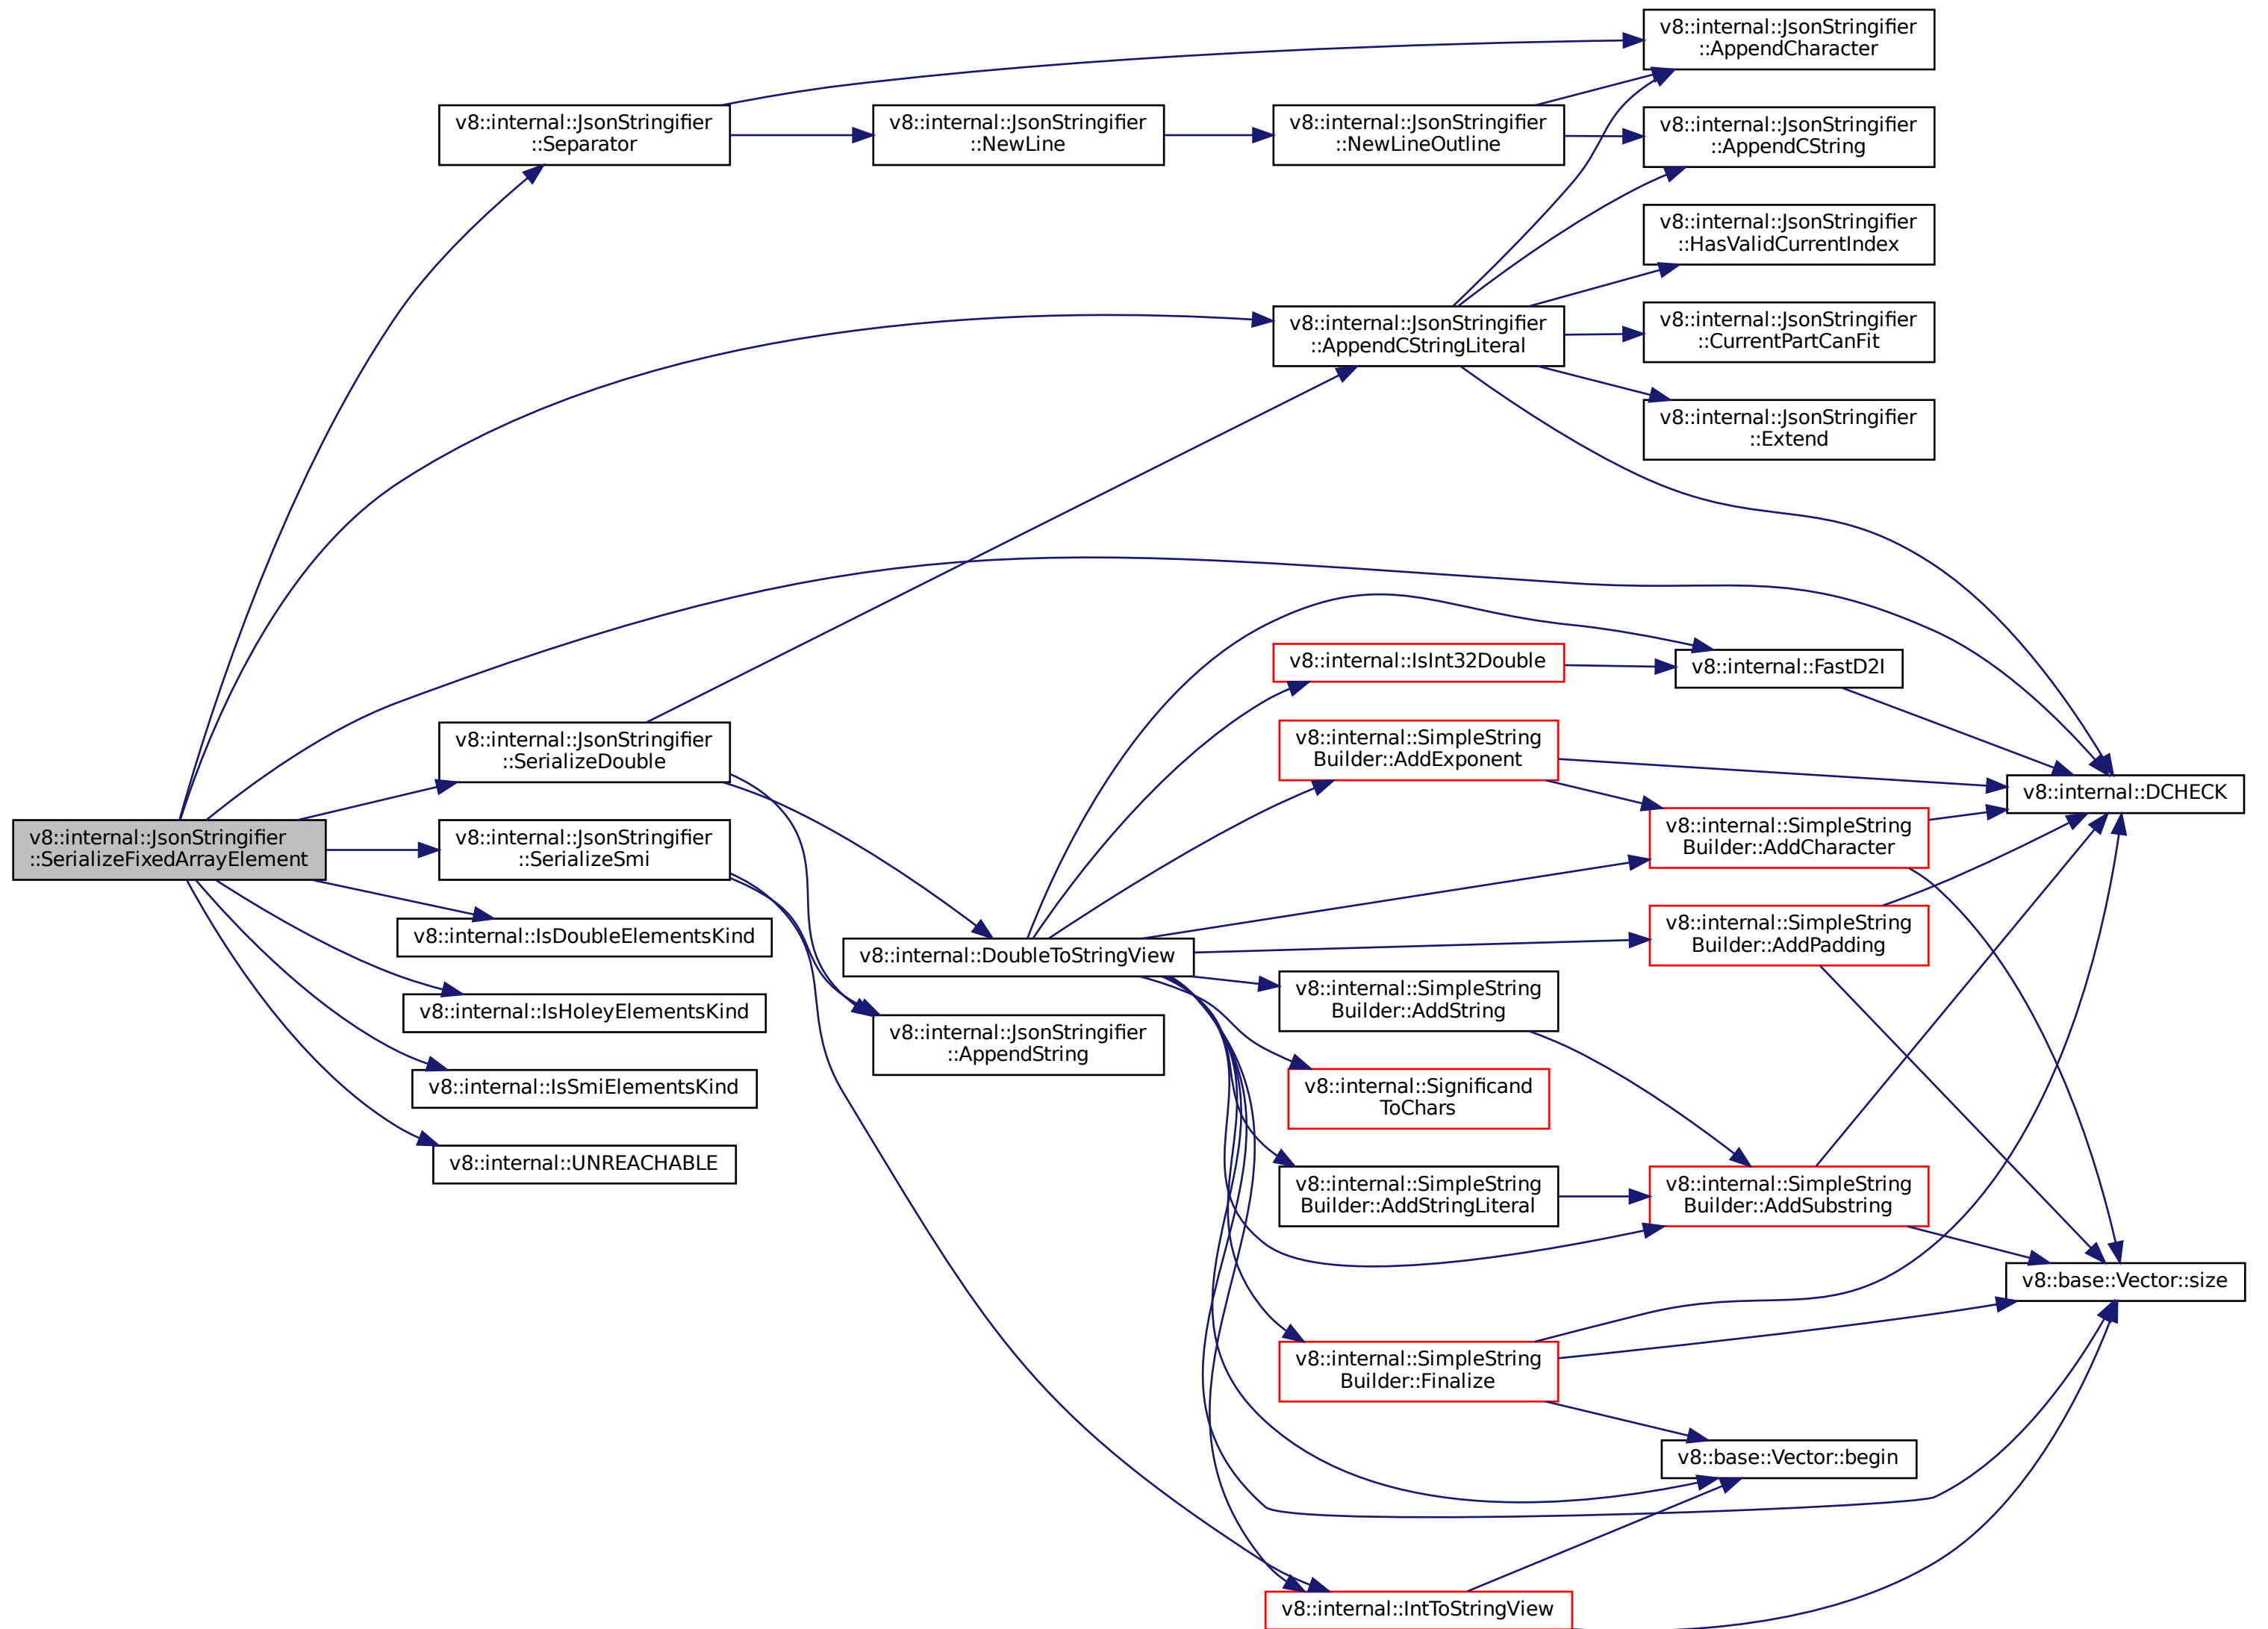 v8::internal::JsonStringifier
::AppendCharacter
v8::internal::JsonStringifier
::Separator
v8::internal::JsonStringifier
::NewLine
v8::internal::JsonStringifier
::NewLineOutline
v8::internal::JsonStringifier
::AppendCString
v8::internal::JsonStringifier
::HasValidCurrentIndex
v8::internal::JsonStringifier
::AppendCStringLiteral
v8::internal::JsonStringifier
::CurrentPartCanFit
v8::internal::JsonStringifier
::Extend
v8::internal::IsInt32Double
v8::internal::FastD2I
v8::internal::JsonStringifier
::SerializeDouble
v8::internal::SimpleString
Builder::AddExponent
v8::internal::DCHECK
v8::internal::JsonStringifier
::SerializeFixedArrayElement
v8::internal::JsonStringifier
::SerializeSmi
v8::internal::SimpleString
Builder::AddCharacter
v8::internal::IsDoubleElementsKind
v8::internal::DoubleToStringView
v8::internal::SimpleString
Builder::AddPadding
v8::internal::IsHoleyElementsKind
v8::internal::SimpleString
Builder::AddString
v8::internal::JsonStringifier
::AppendString
v8::internal::IsSmiElementsKind
v8::internal::Significand
ToChars
v8::internal::UNREACHABLE
v8::internal::SimpleString
Builder::AddStringLiteral
v8::internal::SimpleString
Builder::AddSubstring
v8::base::Vector::size
v8::internal::SimpleString
Builder::Finalize
v8::base::Vector::begin
v8::internal::IntToStringView